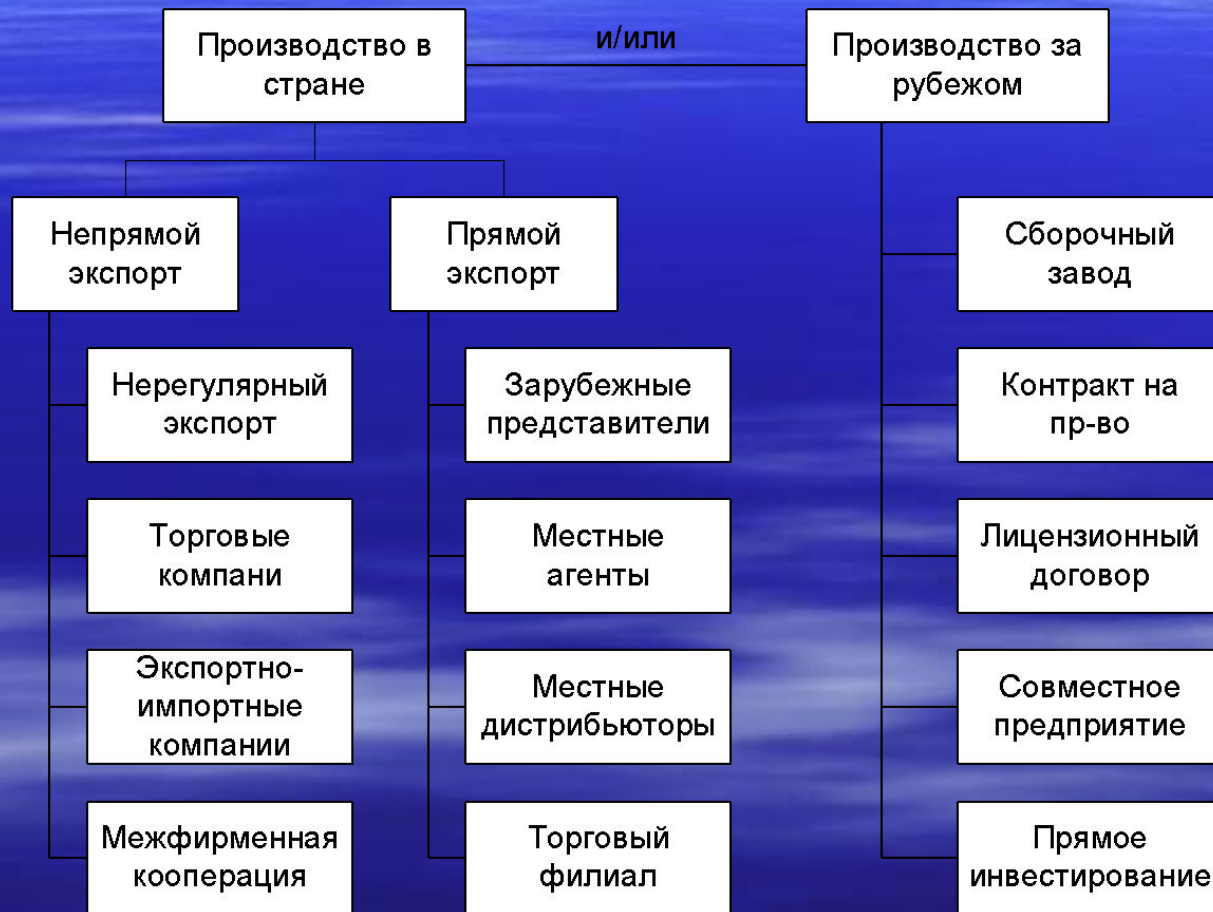 Производство в
стране
и/или
Производство за
рубежом
Непрямой
экспорт
Прямой
экспорт
Сборочный
завод
Нерегулярный
экспорт
Зарубежные
представители
Контракт на
пр-во
Торговые
компани
Местные
агенты
Лицензионный
договор
Экспортно-
импортные
компании
Местные
дистрибьюторы
Совместное
предприятие
Межфирменная
кооперация
Торговый
филиал
Прямое
инвестирование